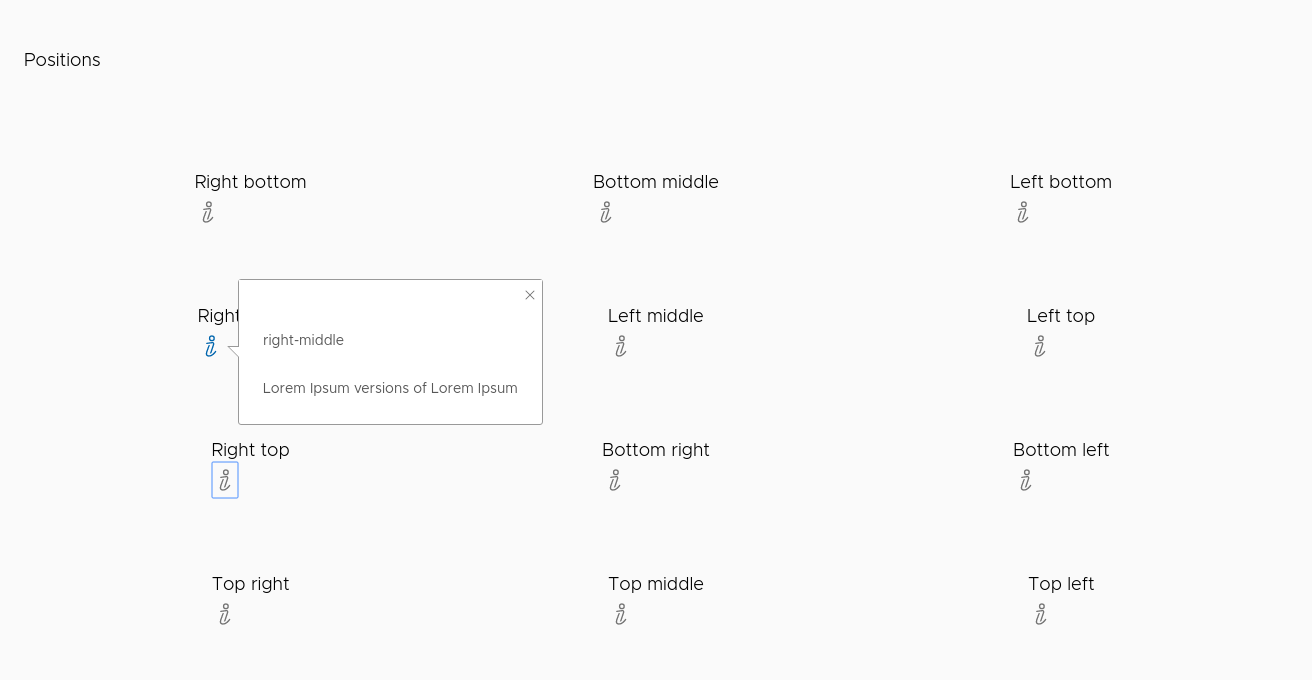 Positions
Right bottom
Bottom middle
Left bottom
Right
Left middle
Left top
right-middle
Lorem Ipsum versions of Lorem Ipsum
Right top
Bottom right
Bottom left
Top right
Top middle
Top left